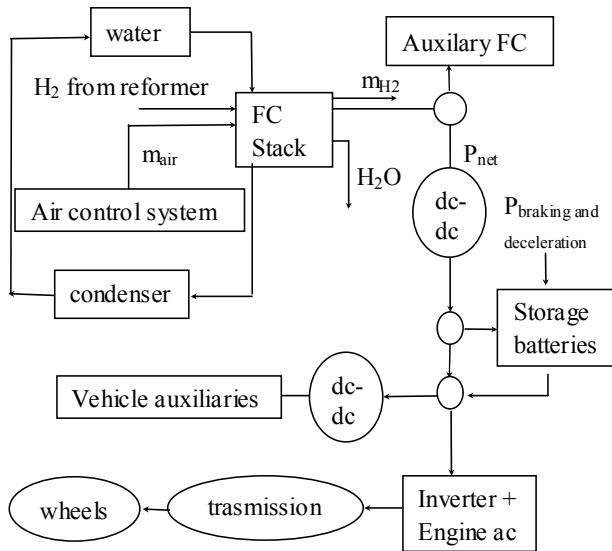 water
Auxilary FC
H2 from reformer
mH2
FC
Stack
mair
Pnet
H2O
Air control system
dc-
dc
Pbraking and
deceleration
condenser
Storage
batteries
Vehicle auxiliaries
dc-
dc
wheels
trasmission
Inverter +
Engine ac